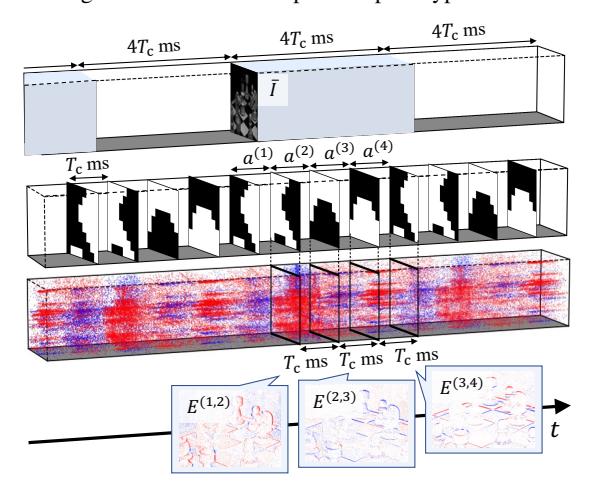 4T_c ms 4T_c ms 4T_c ms
Ī
T_c ms a^(1) a^(2) a^(3) a^(4)
T_c ms T_c ms T_c ms
E^(1,2) E^(2,3) E^(3,4)
t